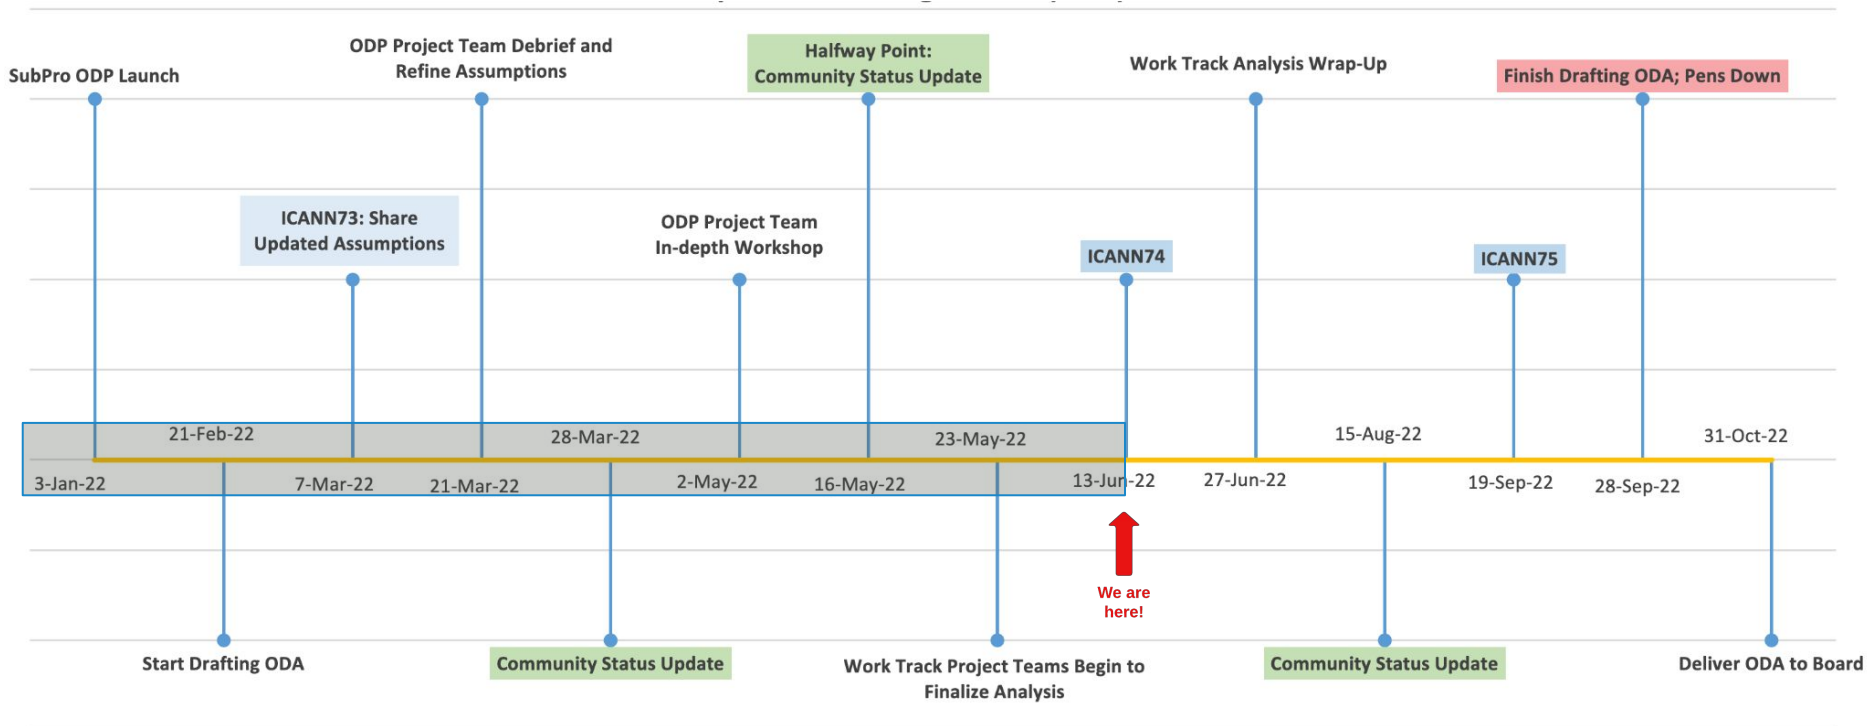 SubPro ODP Launch
ODP Project Team Debrief and
Refine Assumptions
Halfway Point:
Community Status Update
Work Track Analysis Wrap-Up
Finish Drafting ODA; Pens Down
ICANN73: Share
Updated Assumptions
ODP Project Team
In-depth Workshop
ICANN74
ICANN75
21-Feb-22
28-Mar-22
23-May-22
15-Aug-22
31-Oct-22
3-Jan-22
7-Mar-22
21-Mar-22
2-May-22
16-May-22
13-Jun-22
27-Jun-22
19-Sep-22
28-Sep-22
We are
here!
Start Drafting ODA
Community Status Update
Work Track Project Teams Begin to
Finalize Analysis
Community Status Update
Deliver ODA to Board